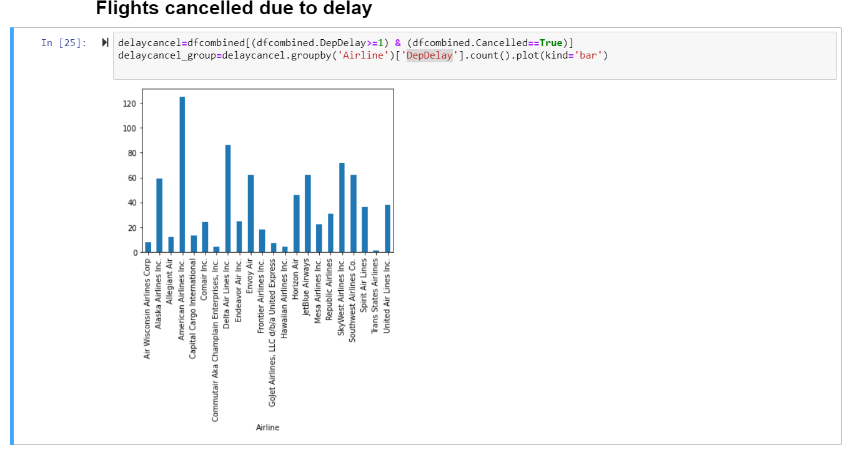 Flights cancelled due to delay
In [25]:
delaycancel=dfcombined[(dfcombined.DepDelay>=1) & (dfcombined.Cancelled==True)]
delaycancel_group=delaycancel.groupby('Airline')['DepDelay'].count().plot(kind='bar')
120
100
80
60
40
20
0
Air Wisconsin Airlines Corp
Alaska Airlines Inc.
Allegiant Air
American Airlines Inc.
Capital Cargo International
Comair Inc.
Commutair Aka Champlain Enterprises, Inc.
Delta Air Lines Inc.
Endeavor Air Inc.
Envoy Air
Frontier Airlines Inc.
GoJet Airlines, LLC d/b/a United Express
Hawaiian Airlines Inc.
Horizon Air
JetBlue Airways
Mesa Airlines Inc.
Republic Airlines
SkyWest Airlines Inc.
Southwest Airlines Co.
Spirit Air Lines
Trans States Airlines
United Air Lines Inc.
Airline